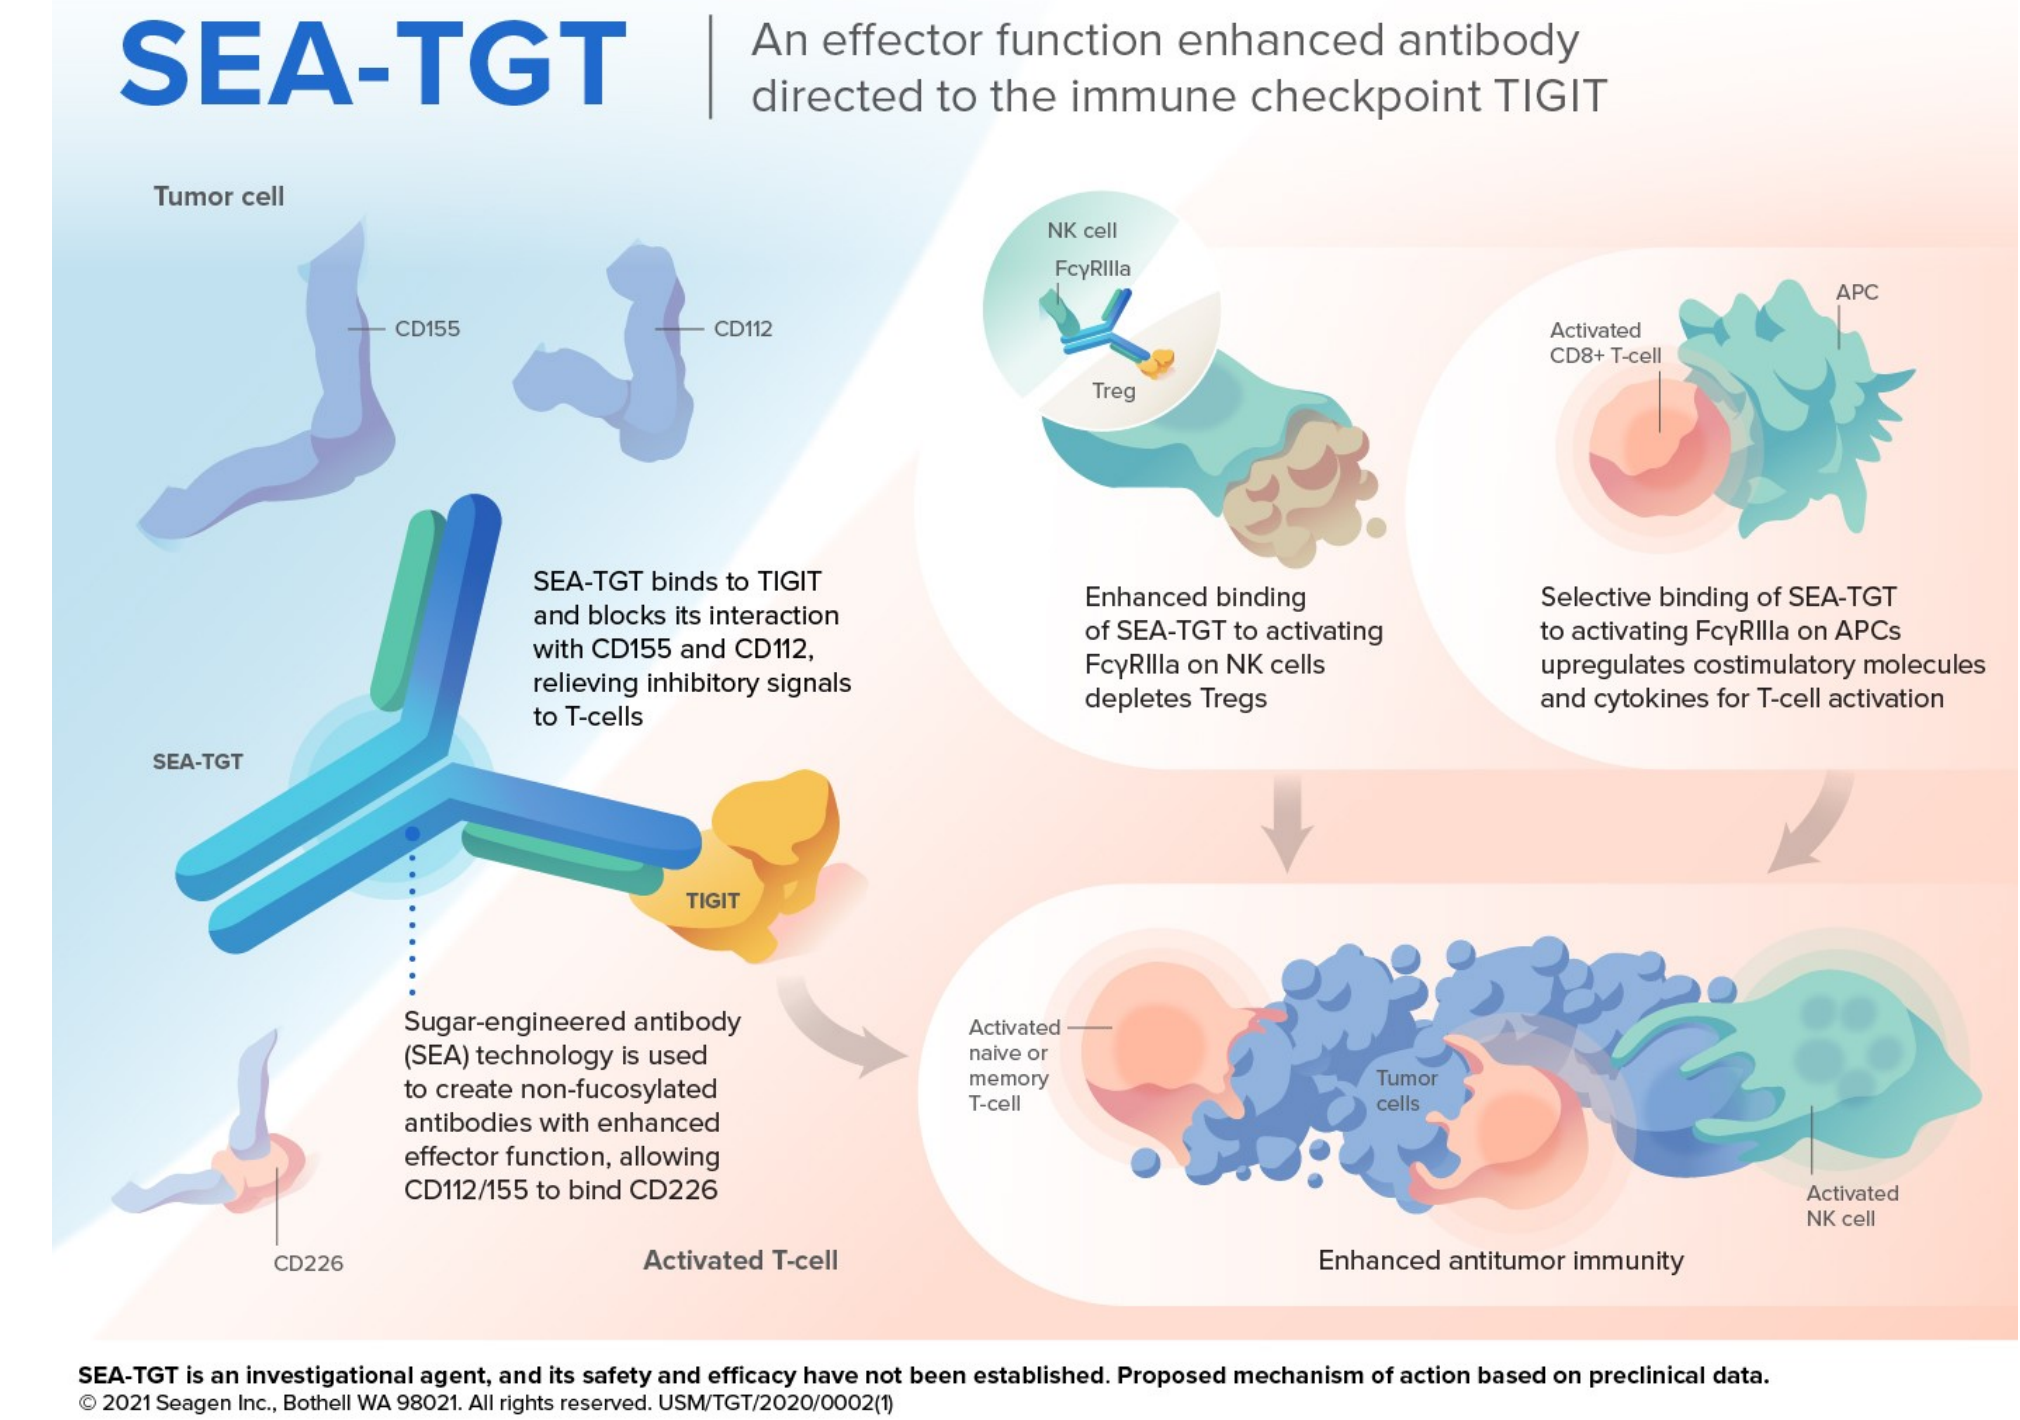 SEA-TGT
An effector function enhanced antibody
directed to the immune checkpoint TIGIT
Tumor cell
CD155
CD112
SEA-TGT binds to TIGIT
and blocks its interaction
with CD155 and CD112,
relieving inhibitory signals
to T-cells
SEA-TGT
TIGIT
Sugar-engineered antibody
(SEA) technology is used
to create non-fucosylated
antibodies with enhanced
effector function, allowing
CD112/155 to bind CD226
CD226
Activated T-cell
NK cell
FcγRIIIa
Treg
Enhanced binding
of SEA-TGT to activating
FcγRIIIa on NK cells
depletes Tregs
APC
Activated
CD8+ T-cell
Selective binding of SEA-TGT
to activating FcγRIIIa on APCs
upregulates costimulatory molecules
and cytokines for T-cell activation
Activated
naive or
memory
T-cell
Tumor
cells
Activated
NK cell
Enhanced antitumor immunity
SEA-TGT is an investigational agent, and its safety and efficacy have not been established. Proposed mechanism of action based on preclinical data.
© 2021 Seagen Inc., Bothell WA 98021. All rights reserved. USM/TGT/2020/0002(1)